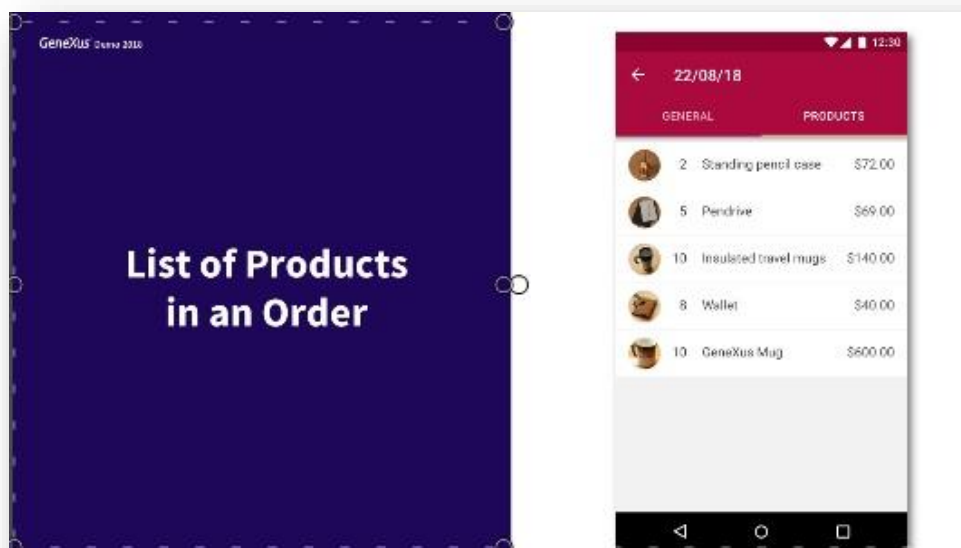 GeneXus Demo 2018
List of Products
in an Order
12:30
22/08/18
GENERAL PRODUCTS
2 Standing pencil case $72.00
5 Pendrive $69.00
10 Insulated travel mugs $140.00
8 Wallet $40.00
10 GeneXus Mug $600.00